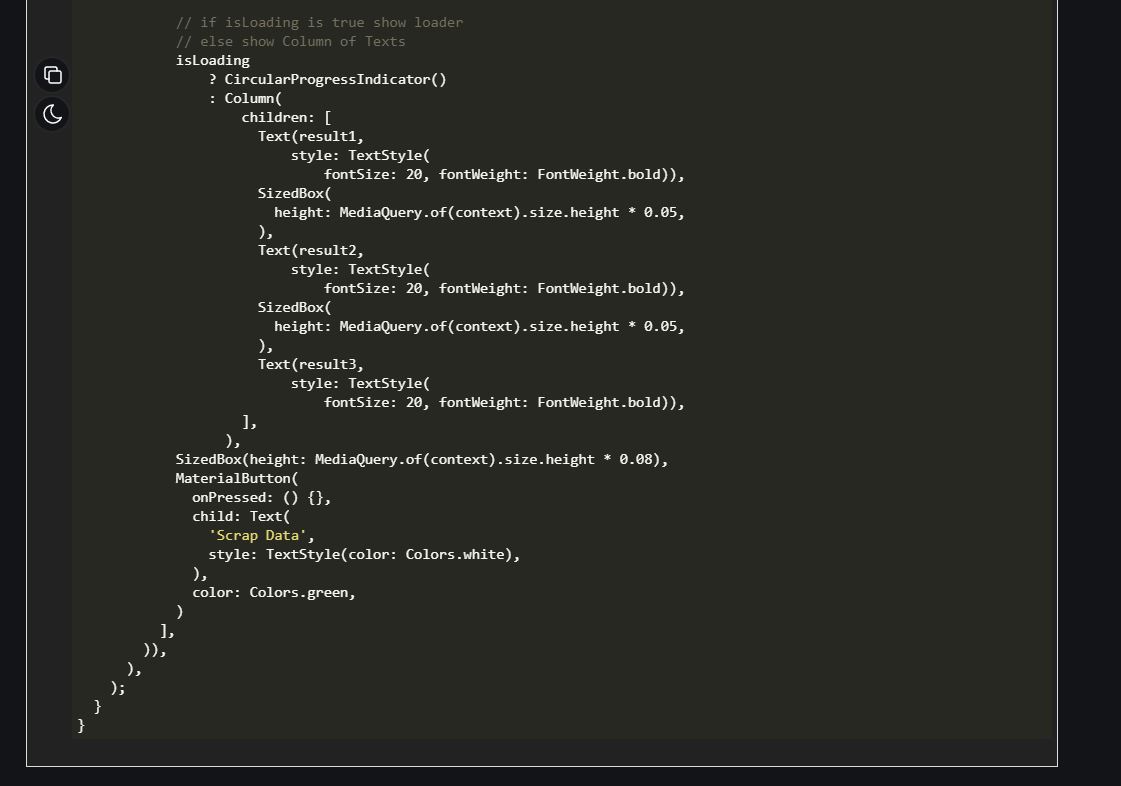 // if isLoading is true show loader
// else show Column of Texts
isLoading
? CircularProgressIndicator()
: Column(
children: [
Text(result1,
style: TextStyle(
fontSize: 20, fontWeight: FontWeight.bold)),
SizedBox(
height: MediaQuery.of(context).size.height * 0.05,
),
Text(result2,
style: TextStyle(
fontSize: 20, fontWeight: FontWeight.bold)),
SizedBox(
height: MediaQuery.of(context).size.height * 0.05,
),
Text(result3,
style: TextStyle(
fontSize: 20, fontWeight: FontWeight.bold)),
],
),
SizedBox(height: MediaQuery.of(context).size.height * 0.08),
MaterialButton(
onPressed: () {},
child: Text(
'Scrap Data',
style: TextStyle(color: Colors.white),
),
color: Colors.green,
)
],
)),
),
);
}
}